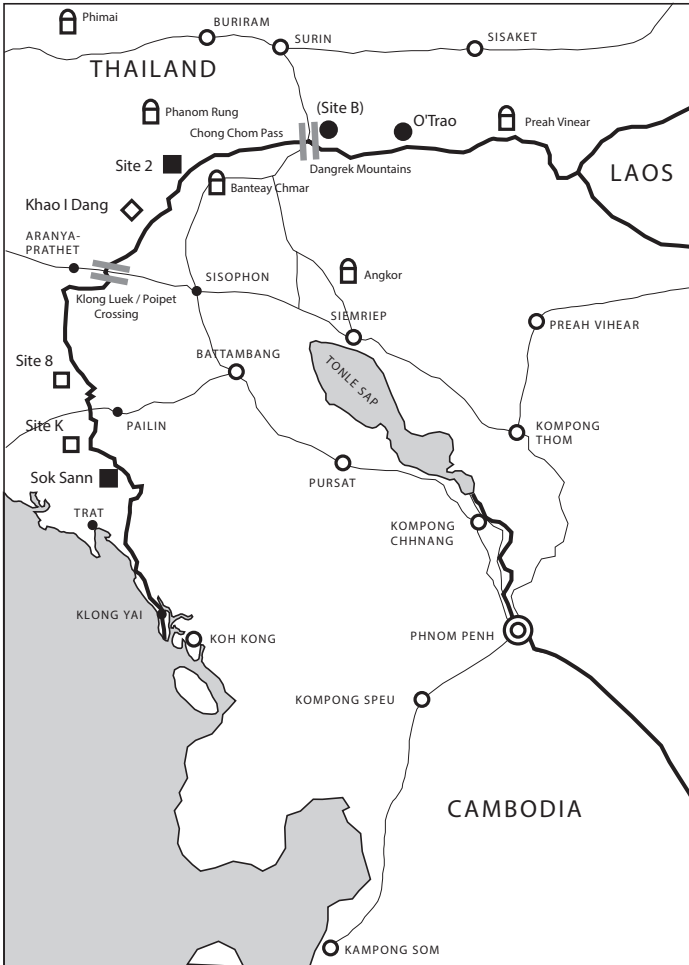 Phimai
BURIRAM
SURIN
SISAKET
THAILAND
Phanom Rung
(Site B)
O'Trao
Preah Vinear
Chong Chom Pass
Site 2
Dangrek Mountains
LAOS
Banteay Chmar
Khao I Dang
ARANYA-
PRATHET
Angkor
SISOPHON
Klong Luek / Poipet
Crossing
SIEMRIEP
PREAH VIHEAR
BATTAMBANG
Site 8
TONLE SAP
PAILIN
KOMPONG
THOM
Site K
Sok Sann
PURSAT
TRAT
KOMPONG
CHHNANG
KLONG YAI
KOH KONG
PHNOM PENH
KOMPONG SPEU
CAMBODIA
KAMPONG SOM